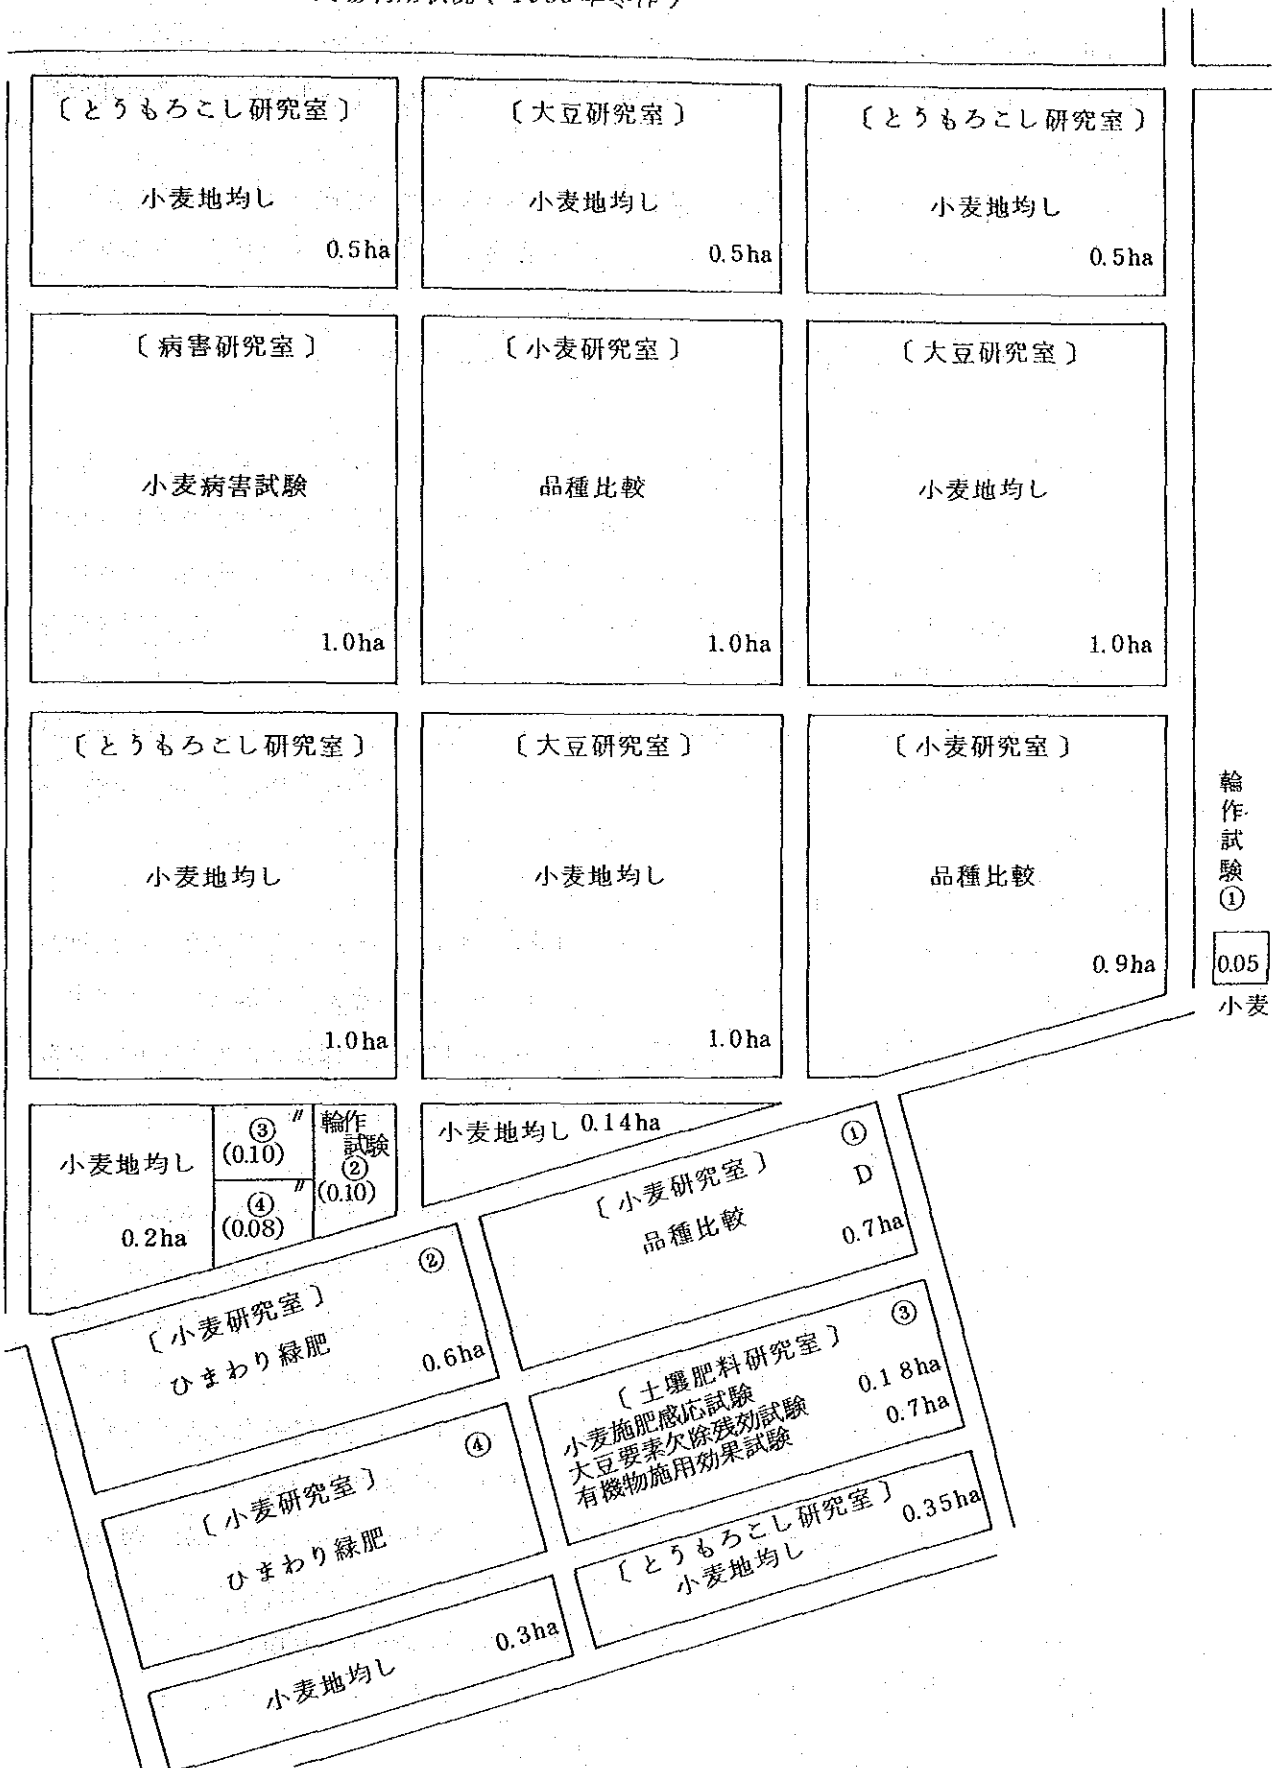 〔とうもろこし研究室〕
小麦地均し
0.5ha
〔大豆研究室〕
小麦地均し
0.5ha
〔とうもろこし研究室〕
小麦地均し
0.5ha
〔病害研究室〕
小麦病害試験
1.0ha
〔小麦研究室〕
品種比較
1.0ha
〔大豆研究室〕
小麦地均し
1.0ha
〔とうもろこし研究室〕
小麦地均し
1.0ha
〔大豆研究室〕
小麦地均し
1.0ha
〔小麦研究室〕
品種比較
0.9ha
輪作試験①
0.05
小麦
小麦地均し
0.2ha
③ 〃
(0.10)
④ 〃
(0.08)
輪作
試験
②
(0.10)
小麦地均し 0.14ha
①
〔小麦研究室〕
D
品種比較
0.7ha
②
〔小麦研究室〕
ひまわり緑肥
0.6ha
③
〔土壌肥料研究室〕
小麦施肥感応試験 0.18ha
大豆要素欠除残効試験 0.7ha
有機物施用効果試験
④
〔小麦研究室〕
ひまわり緑肥
〔とうもろこし研究室〕 0.35ha
小麦地均し
小麦地均し 0.3ha